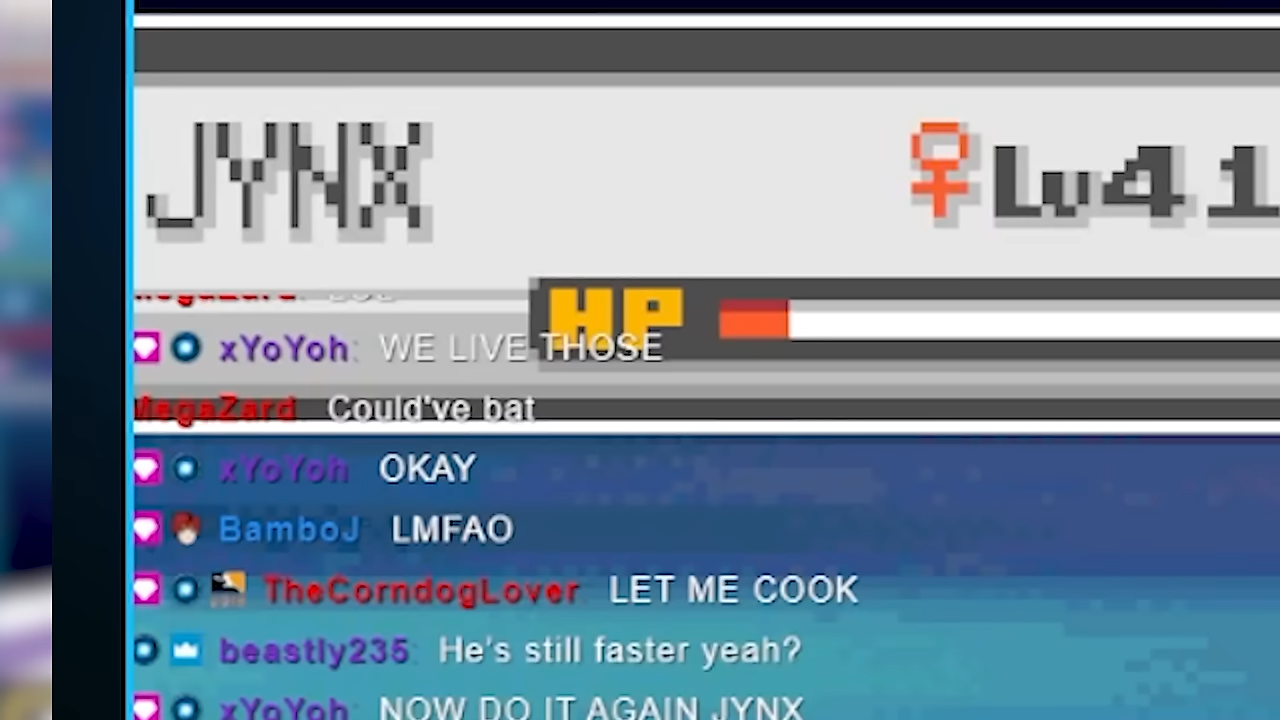 JYNX ♀Lv41
HP
MegaZard:
xYoYoh: WE LIVE THOSE
MegaZard Could've bat
xYoYoh OKAY
BamboJ LMFAO
TheCorndogLover LET ME COOK
beastly235: He's still faster yeah?
xYoYoh NOW DO IT AGAIN JYNX